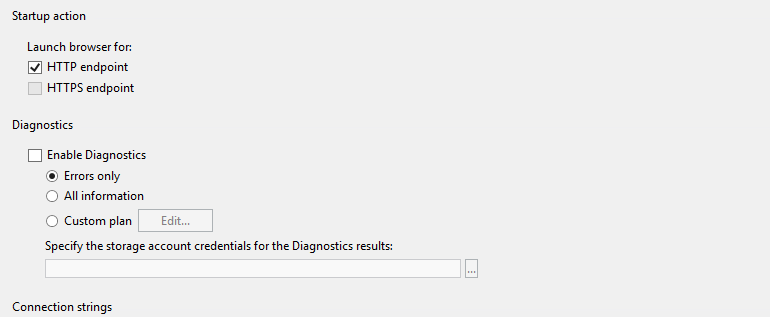 Startup action
Launch browser for:
HTTP endpoint
HTTPS endpoint
Diagnostics
Enable Diagnostics
Errors only
All information
Custom plan Edit...
Specify the storage account credentials for the Diagnostics results:
...
Connection strings